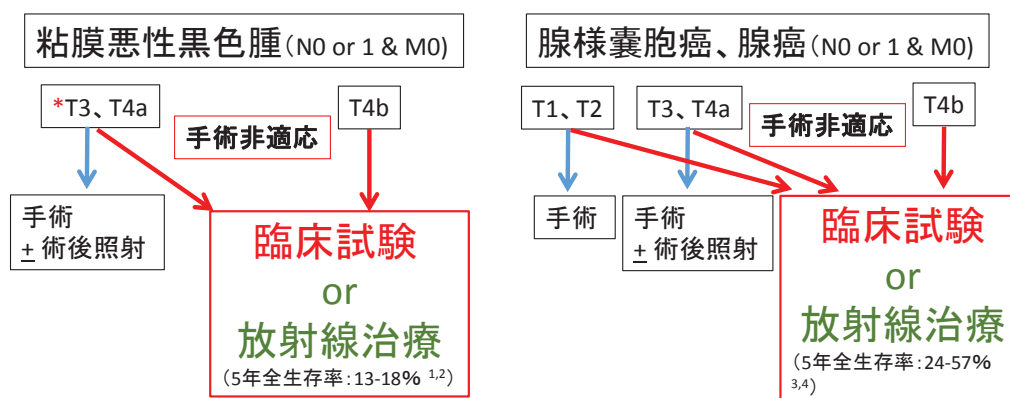 粘膜悪性黒色腫(N0 or 1 & M0)
*T3、T4a
手術非適応
T4b
手術
± 術後照射
臨床試験
or
放射線治療
(5年全生存率:13-18% 1,2)
腺様嚢胞癌、腺癌(N0 or 1 & M0)
T1、T2
T3、T4a
手術非適応
T4b
手術
手術
± 術後照射
臨床試験
or
放射線治療
(5年全生存率:24-57%
3,4)